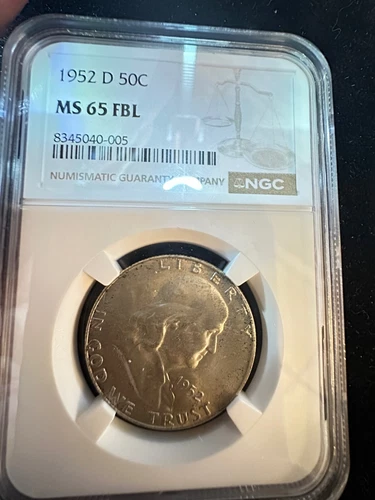 1952 D 50C
MS 65 FBL
8345040-005
NUMISMATIC GUARANTY COMPANY
NGC
LIBERTY
IN GOD WE TRUST
1952